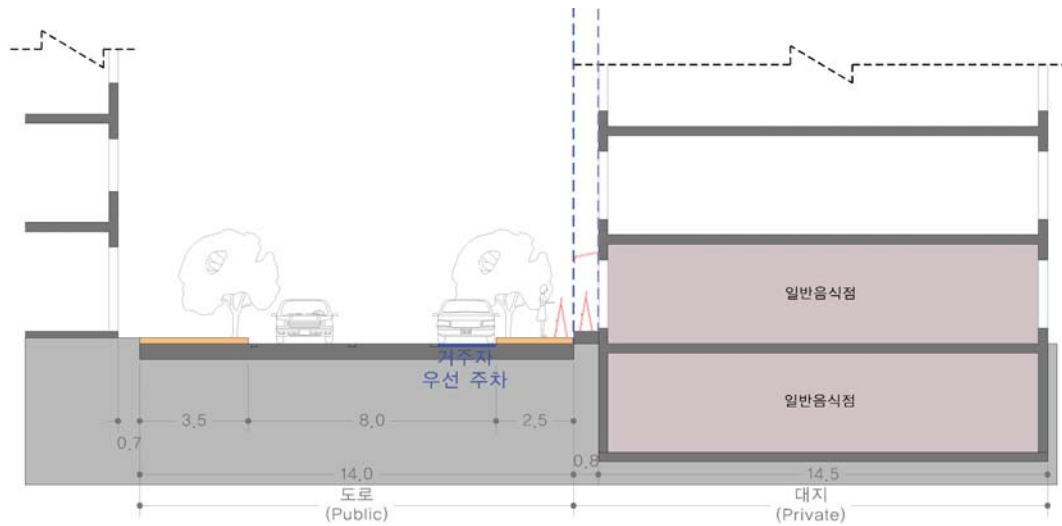 일반음식점
거주자
우선 주차
일반음식점
3.5
8.0
2.5
0.7
0.8
14.0
14.5
도로
(Public)
대지
(Private)